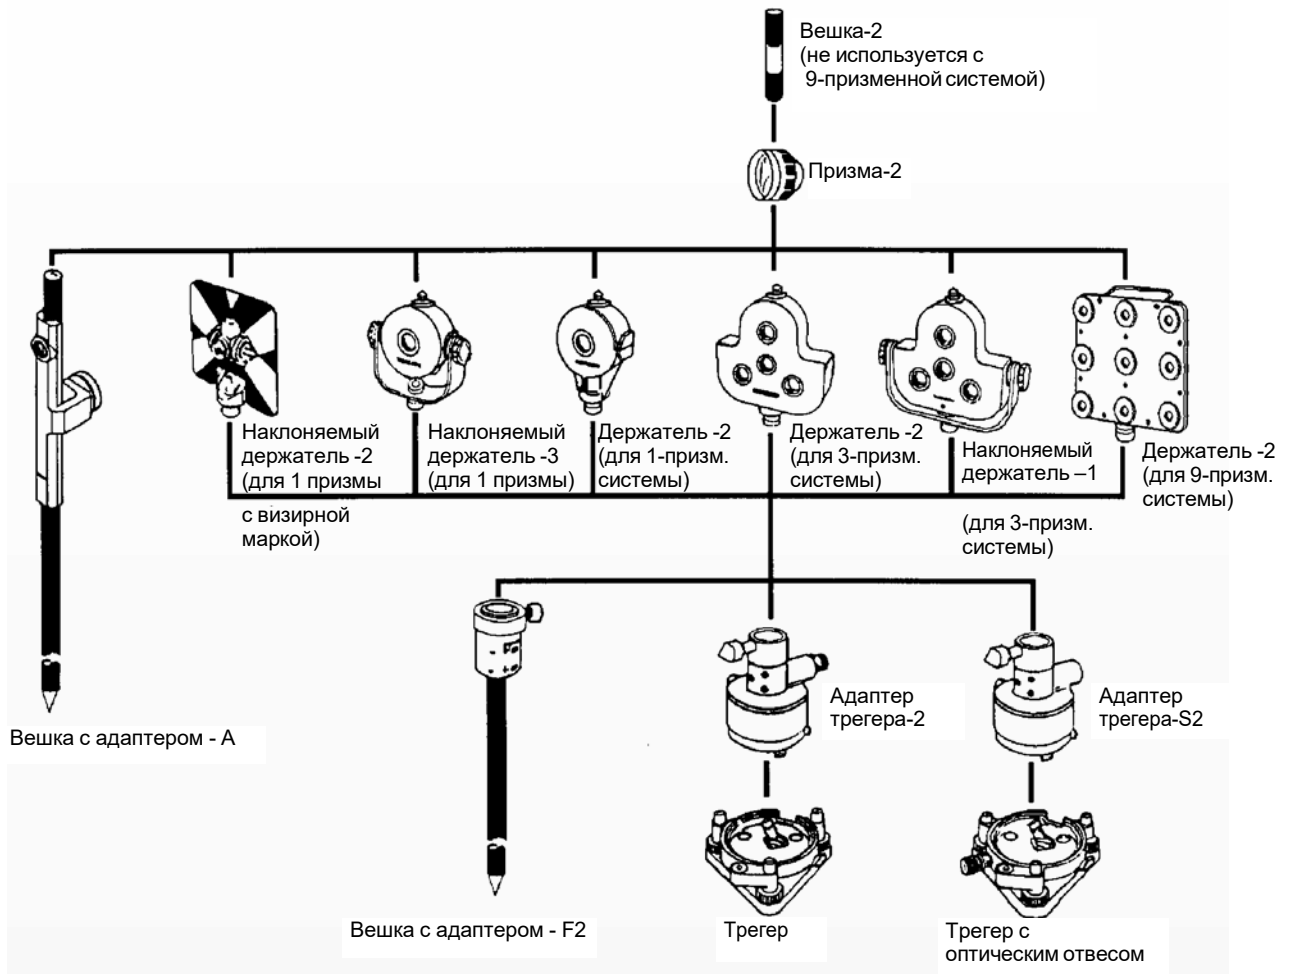 Вешка-2
(не используется с
9-призменной системой)
Призма-2
Наклоняемый
держатель -2
(для 1 призмы
с визирной
маркой)
Наклоняемый
держатель -3
(для 1 призмы)
Держатель -2
(для 1-призм.
системы)
Держатель -2
(для 3-призм.
системы)
Наклоняемый
держатель –1
(для 3-призм.
системы)
Держатель -2
(для 9-призм.
системы)
Вешка с адаптером - А
Адаптер
трегера-2
Адаптер
трегера-S2
Вешка с адаптером - F2
Трегер
Трегер с
оптическим отвесом